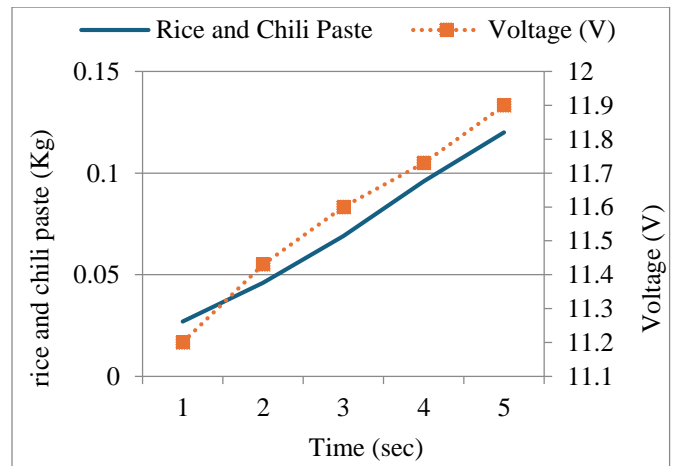 Rice and Chili Paste
Voltage (V)
0.15
0.1
0.05
0
rice and chili paste (Kg)
12
11.9
11.8
11.7
11.6
11.5
11.4
11.3
11.2
11.1
Voltage (V)
1 2 3 4 5
Time (sec)